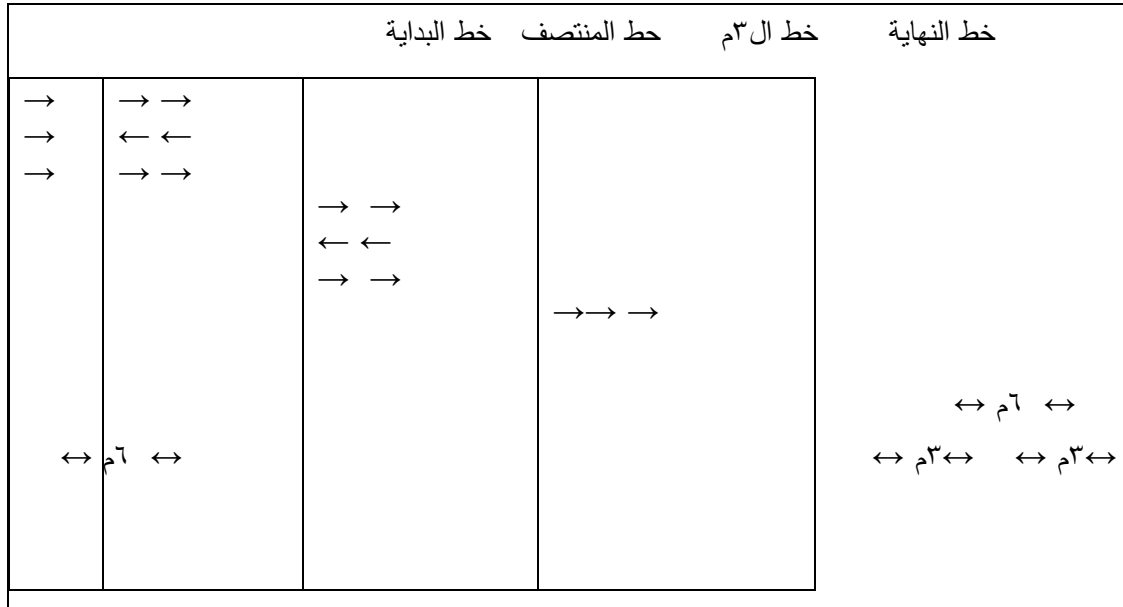 خط البداية حط المنتصف خط ال٣م خط النهاية
→ → →
→ ← ←
→ → →
→ →
← ←
→ →
→→ →
↔ ٦م ↔
↔ ٦م ↔ ↔ ٣م↔ ↔ ٣م↔